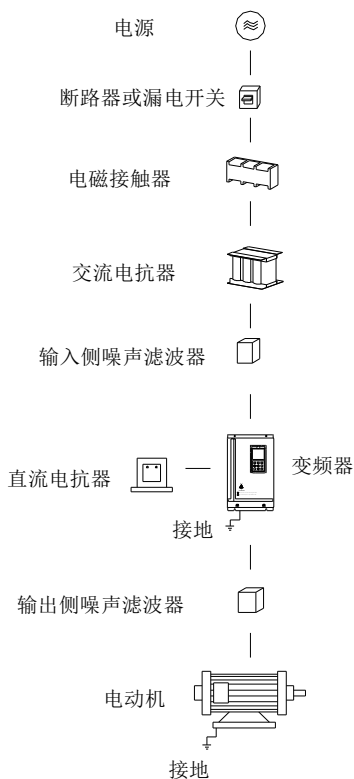 电源
断路器或漏电开关
电磁接触器
交流电抗器
输入侧噪声滤波器
直流电抗器
变频器
接地
输出侧噪声滤波器
电动机
接地